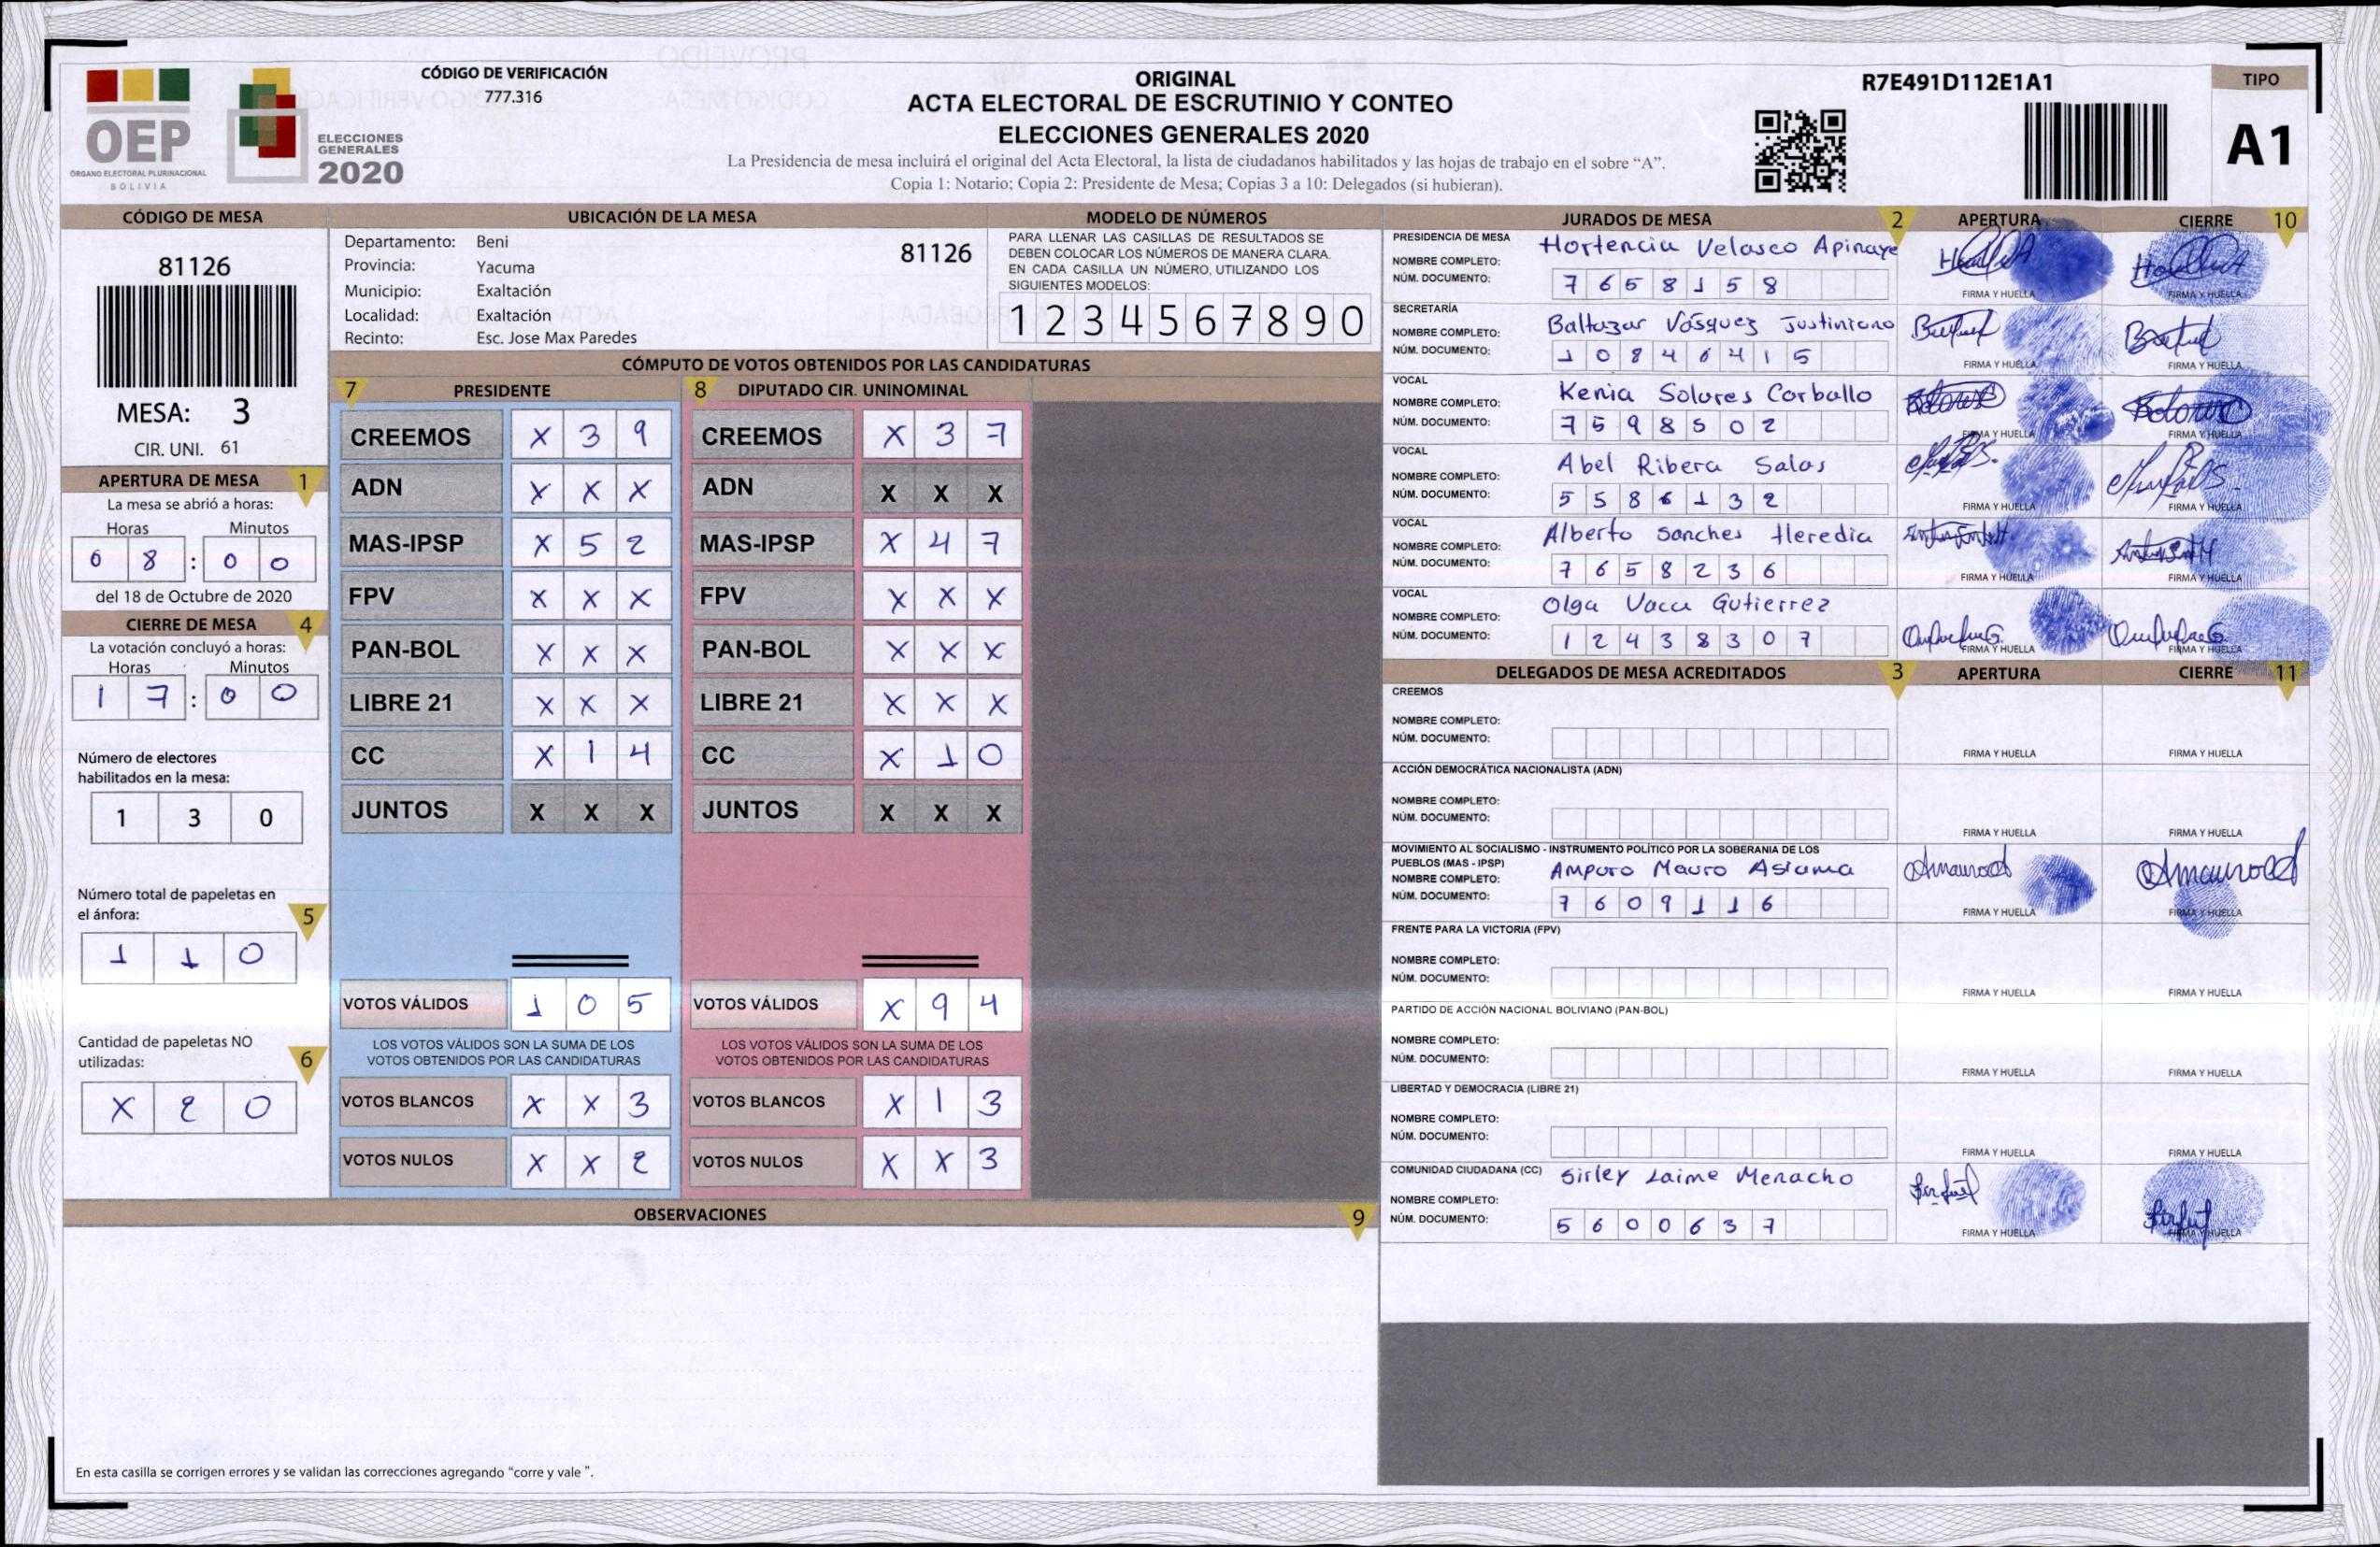 CÓDIGO DE VERIFICACIÓN
777.316
OEP
ÓRGANO ELECTORAL PLURINACIONAL
BOLIVIA
ELECCIONES
GENERALES
2020
ORIGINAL
ACTA ELECTORAL DE ESCRUTINIO Y CONTEO
ELECCIONES GENERALES 2020
La Presidencia de mesa incluirá el original del Acta Electoral, la lista de ciudadanos habilitados y las hojas de trabajo en el sobre “A”.
Copia 1: Notario; Copia 2: Presidente de Mesa; Copias 3 a 10: Delegados (si hubieran).
R7E491D112E1A1
TIPO
A1
CÓDIGO DE MESA
81126
MESA: 3
CIR. UNI. 61
APERTURA DE MESA 1
La mesa se abrió a horas:
Horas Minutos
0 8 : 0 0
del 18 de Octubre de 2020
CIERRE DE MESA 4
La votación concluyó a horas:
Horas Minutos
1 7 : 0 0
Número de electores
habilitados en la mesa:
1 3 0
Número total de papeletas en
el ánfora: 5
1 1 0
Cantidad de papeletas NO
utilizadas: 6
X 2 0
UBICACIÓN DE LA MESA
Departamento: Beni
81126
Provincia: Yacuma
Municipio: Exaltación
Localidad: Exaltación
Recinto: Esc. Jose Max Paredes
MODELO DE NÚMEROS
PARA LLENAR LAS CASILLAS DE RESULTADOS SE
DEBEN COLOCAR LOS NÚMEROS DE MANERA CLARA.
EN CADA CASILLA UN NÚMERO, UTILIZANDO LOS
SIGUIENTES MODELOS:
1 2 3 4 5 6 7 8 9 0
CÓMPUTO DE VOTOS OBTENIDOS POR LAS CANDIDATURAS
7 PRESIDENTE
CREEMOS X 3 9
ADN X X X
MAS-IPSP X 5 2
FPV X X X
PAN-BOL X X X
LIBRE 21 X X X
CC X 1 4
JUNTOS X X X
VOTOS VÁLIDOS 1 0 5
LOS VOTOS VÁLIDOS SON LA SUMA DE LOS
VOTOS OBTENIDOS POR LAS CANDIDATURAS
VOTOS BLANCOS X X 3
VOTOS NULOS X X 2
8 DIPUTADO CIR. UNINOMINAL
CREEMOS X 3 7
ADN X X X
MAS-IPSP X 4 7
FPV X X X
PAN-BOL X X X
LIBRE 21 X X X
CC X 1 0
JUNTOS X X X
VOTOS VÁLIDOS X 9 4
LOS VOTOS VÁLIDOS SON LA SUMA DE LOS
VOTOS OBTENIDOS POR LAS CANDIDATURAS
VOTOS BLANCOS X 1 3
VOTOS NULOS X X 3
OBSERVACIONES 9
En esta casilla se corrigen errores y se validan las correcciones agregando “corre y vale ”.
JURADOS DE MESA 2 APERTURA CIERRE 10
PRESIDENCIA DE MESA
NOMBRE COMPLETO: Hortencia Velasco Apinaye
NÚM. DOCUMENTO: 7 6 5 8 1 5 8
FIRMA Y HUELLA FIRMA Y HUELLA
SECRETARÍA
NOMBRE COMPLETO: Baltazar Vásquez Justiniano
NÚM. DOCUMENTO: 1 0 8 4 6 4 1 5
FIRMA Y HUELLA FIRMA Y HUELLA
VOCAL
NOMBRE COMPLETO: Kenia Solares Carballo
NÚM. DOCUMENTO: 7 5 9 8 5 0 2
FIRMA Y HUELLA FIRMA Y HUELLA
VOCAL
NOMBRE COMPLETO: Abel Ribera Salas
NÚM. DOCUMENTO: 5 5 8 6 1 3 2
FIRMA Y HUELLA FIRMA Y HUELLA
VOCAL
NOMBRE COMPLETO: Alberto Sanches Heredia
NÚM. DOCUMENTO: 7 6 5 8 2 3 6
FIRMA Y HUELLA FIRMA Y HUELLA
VOCAL
NOMBRE COMPLETO: Olga Vaca Gutierrez
NÚM. DOCUMENTO: 1 2 4 3 8 3 0 7
FIRMA Y HUELLA FIRMA Y HUELLA
DELEGADOS DE MESA ACREDITADOS 3 APERTURA CIERRE 11
CREEMOS
NOMBRE COMPLETO:
NÚM. DOCUMENTO:
FIRMA Y HUELLA FIRMA Y HUELLA
ACCIÓN DEMOCRÁTICA NACIONALISTA (ADN)
NOMBRE COMPLETO:
NÚM. DOCUMENTO:
FIRMA Y HUELLA FIRMA Y HUELLA
MOVIMIENTO AL SOCIALISMO - INSTRUMENTO POLÍTICO POR LA SOBERANIA DE LOS
PUEBLOS (MAS - IPSP)
NOMBRE COMPLETO: Amparo Mauro Asiama
NÚM. DOCUMENTO: 7 6 0 9 1 1 6
FIRMA Y HUELLA FIRMA Y HUELLA
FRENTE PARA LA VICTORIA (FPV)
NOMBRE COMPLETO:
NÚM. DOCUMENTO:
FIRMA Y HUELLA FIRMA Y HUELLA
PARTIDO DE ACCIÓN NACIONAL BOLIVIANO (PAN-BOL)
NOMBRE COMPLETO:
NÚM. DOCUMENTO:
FIRMA Y HUELLA FIRMA Y HUELLA
LIBERTAD Y DEMOCRACIA (LIBRE 21)
NOMBRE COMPLETO:
NÚM. DOCUMENTO:
FIRMA Y HUELLA FIRMA Y HUELLA
COMUNIDAD CIUDADANA (CC)
NOMBRE COMPLETO: Sirley Laime Menacho
NÚM. DOCUMENTO: 5 6 0 0 6 3 7
FIRMA Y HUELLA FIRMA Y HUELLA